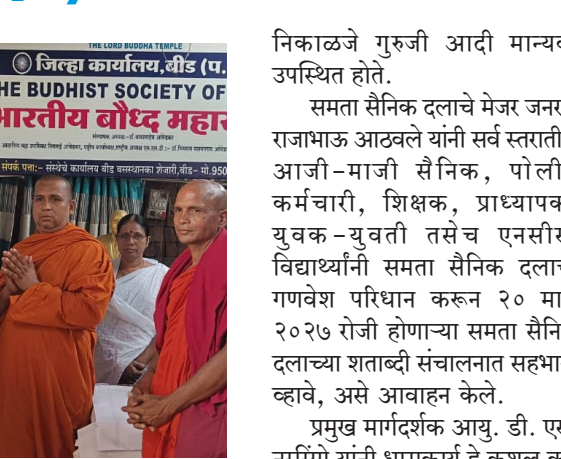 THE LORD BUDDHA TEMPLE
जिल्हा कार्यालय,बीड (प.
HE BUDHIST SOCIETY OF
भारतीय बौध्द महास
संपर्क पत्ता:- संस्थेचे कार्यालय बीड बसस्थानका शेजारी,बीड- मो.950
निकाळजे गुरुजी आदी मान्यव
उपस्थित होते.
समता सैनिक दलाचे मेजर जनर
राजाभाऊ आठवले यांनी सर्व स्तराती
आजी-माजी सैनिक, पोली
कर्मचारी, शिक्षक, प्राध्यापक
युवक-युवती तसेच एनसीस
विद्यार्थ्यांनी समता सैनिक दलाच
गणवेश परिधान करून २० मा
२०२७ रोजी होणाऱ्या समता सैनि
दलाच्या शताब्दी संचालनात सहभा
व्हावे, असे आवाहन केले.
प्रमुख मार्गदर्शक आयु. डी. एस